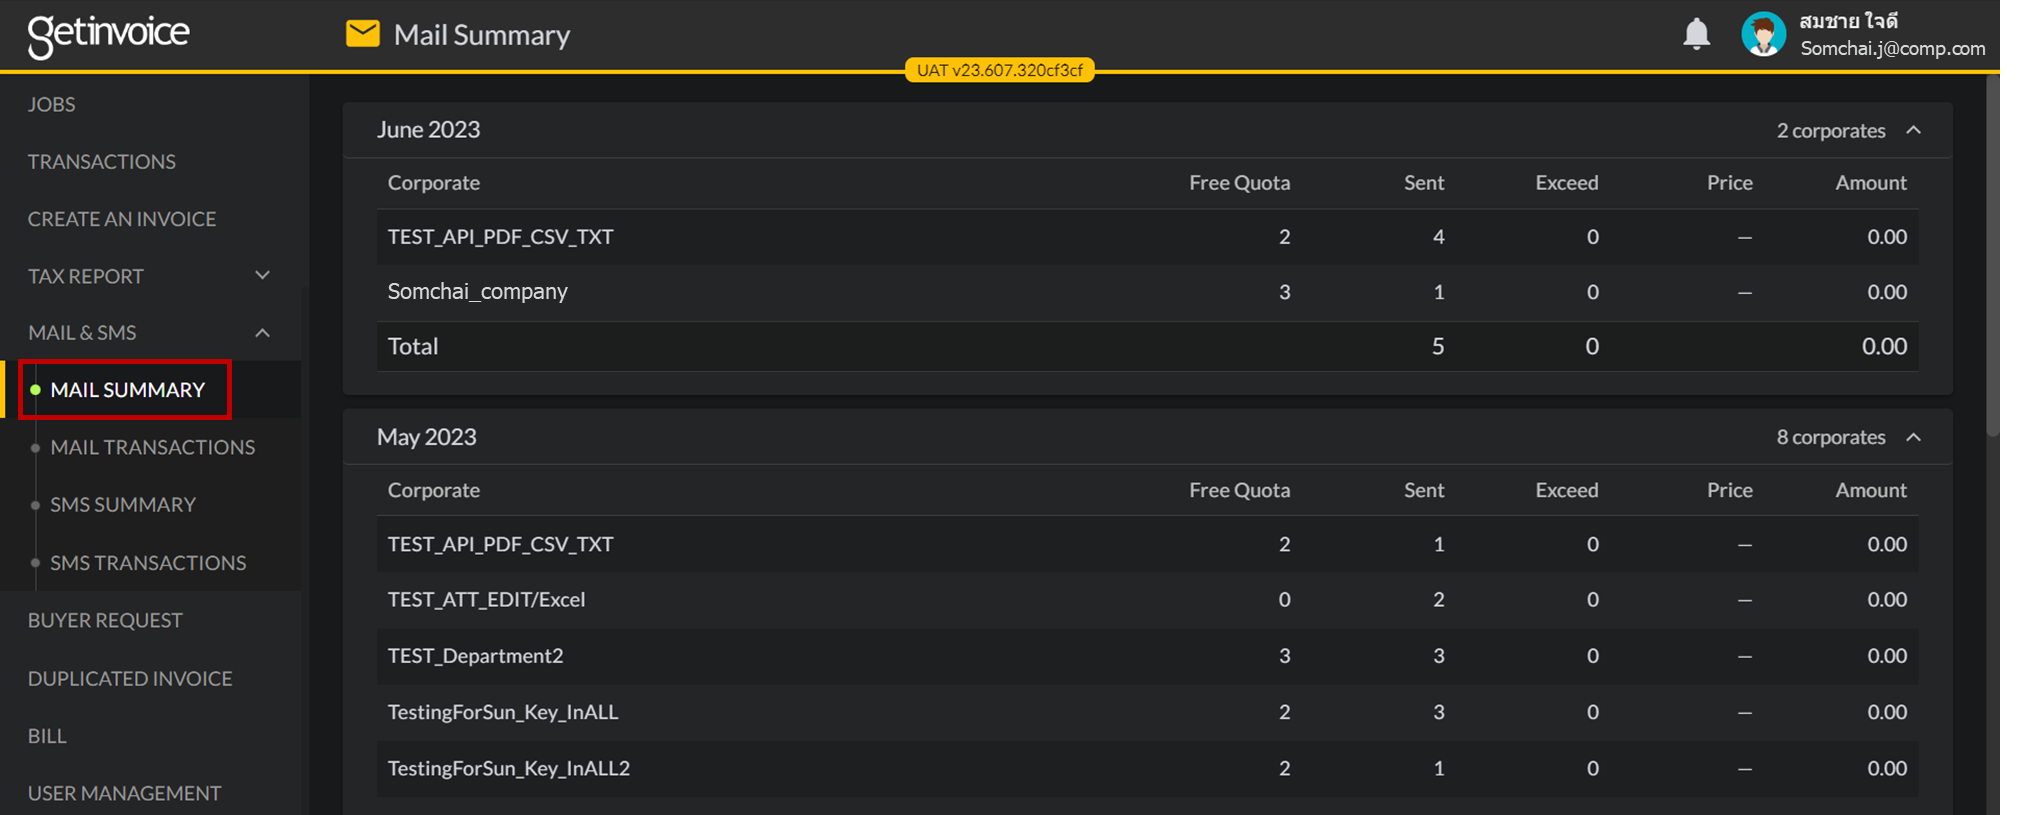 getinvoice
Mail Summary
สมชาย ใจดี
Somchai.j@comp.com
UAT v23.607.320cf3cf
JOBS
TRANSACTIONS
CREATE AN INVOICE
TAX REPORT
MAIL & SMS
MAIL SUMMARY
MAIL TRANSACTIONS
SMS SUMMARY
SMS TRANSACTIONS
BUYER REQUEST
DUPLICATED INVOICE
BILL
USER MANAGEMENT
June 2023 2 corporates
Corporate Free Quota Sent Exceed Price Amount
TEST_API_PDF_CSV_TXT 2 4 0 — 0.00
Somchai_company 3 1 0 — 0.00
Total 5 0 0.00
May 2023 8 corporates
Corporate Free Quota Sent Exceed Price Amount
TEST_API_PDF_CSV_TXT 2 1 0 — 0.00
TEST_ATT_EDIT/Excel 0 2 0 — 0.00
TEST_Department2 3 3 0 — 0.00
TestingForSun_Key_InALL 2 3 0 — 0.00
TestingForSun_Key_InALL2 2 1 0 — 0.00